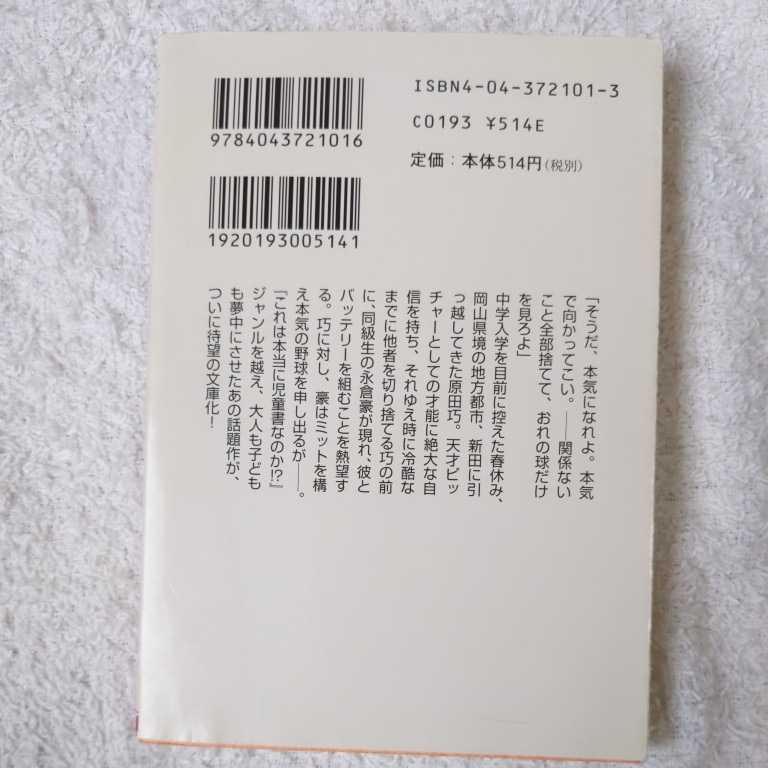 ISBN4-04-372101-3
C0193 ¥514E
定価：本体514円(税別)
9784043721016
1920193005141
「そうだ、本気になれよ。本気
で向かってこい。――関係ない
こと全部捨てて、おれの球だけ
を見ろよ」
中学入学を目前に控えた春休み、
岡山県境の地方都市、新田に引
っ越してきた原田巧。天才ピッ
チャーとしての才能に絶大な自
信を持ち、それゆえ時に冷酷な
までに他者を切り捨てる巧の前
に、同級生の永倉豪が現れ、彼と
バッテリーを組むことを熱望す
る。巧に対し、豪はミットを構
え本気の野球を申し出るが――。
『これは本当に児童書なのか!?』
ジャンルを越え、大人も子ども
も夢中にさせたあの話題作が、
ついに待望の文庫化！